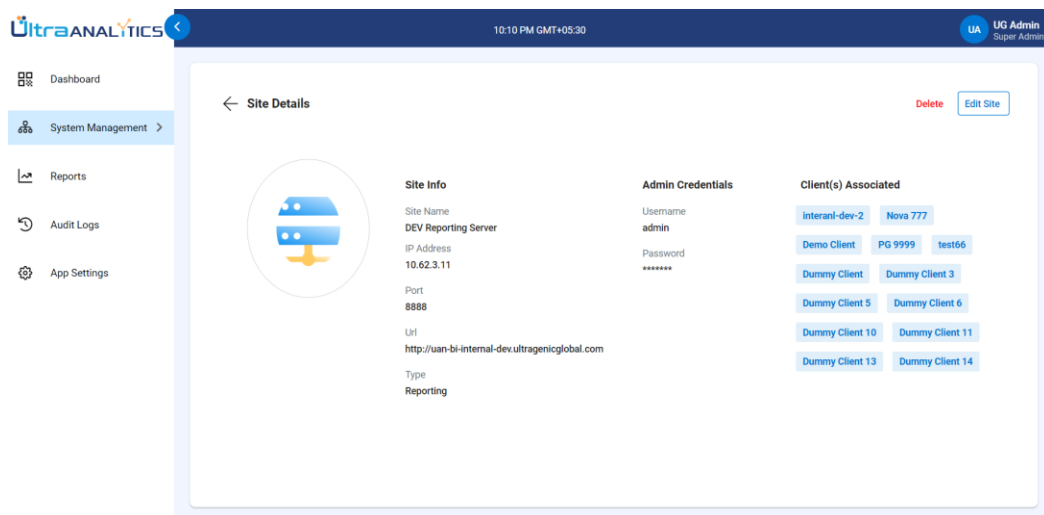 ÜltraANALYTICS
10:10 PM GMT+05:30
UA
UG Admin
Super Admin
Dashboard
System Management
Reports
Audit Logs
App Settings
Site Details
Delete
Edit Site
Site Info
Site Name
DEV Reporting Server
IP Address
10.62.3.11
Port
8888
Url
http://uan-bi-internal-dev.ultragenicglobal.com
Type
Reporting
Admin Credentials
Username
admin
Password
*******
Client(s) Associated
interanl-dev-2 Nova 777
Demo Client PG 9999 test66
Dummy Client Dummy Client 3
Dummy Client 5 Dummy Client 6
Dummy Client 10 Dummy Client 11
Dummy Client 13 Dummy Client 14